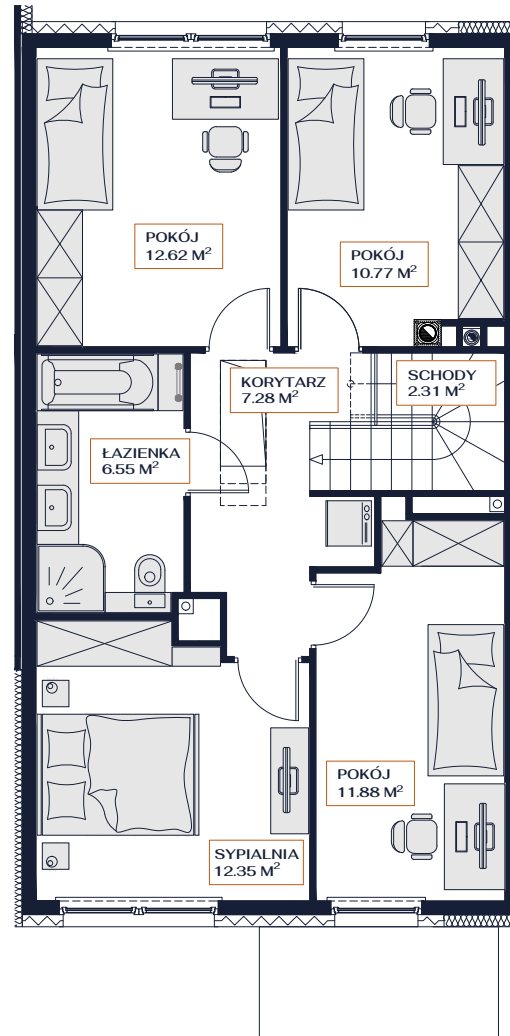 POKÓJ
12.62 M²
POKÓJ
10.77 M²
KORYTARZ
7.28 M²
SCHODY
2.31 M²
ŁAZIENKA
6.55 M²
POKÓJ
11.88 M²
SYPIALNIA
12.35 M²